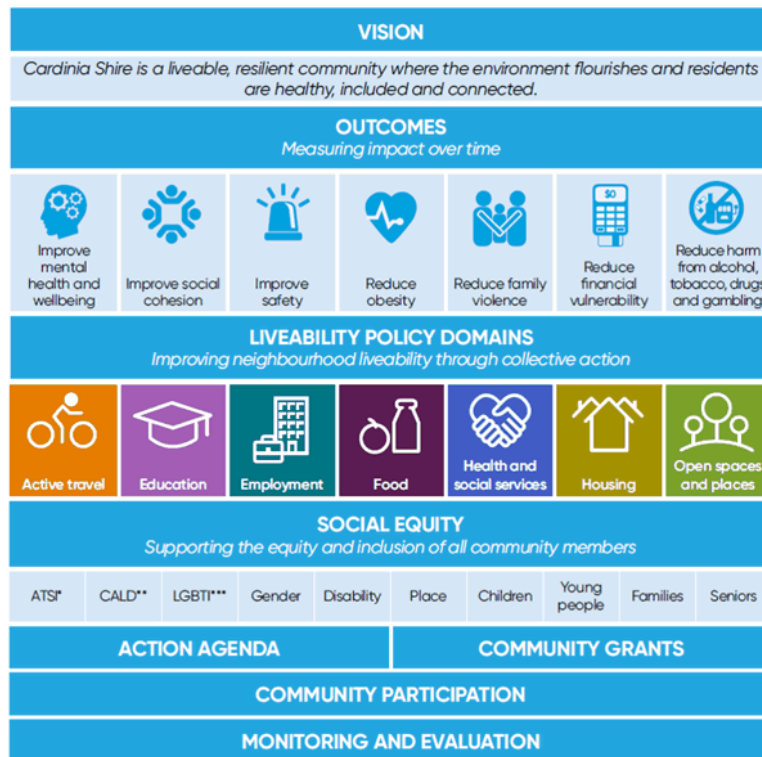 VISION
Cardinia Shire is a liveable, resilient community where the environment flourishes and residents
are healthy, included and connected.
OUTCOMES
Measuring impact over time
Improve
mental
health and
wellbeing
Improve social
cohesion
Improve
safety
Reduce
obesity
Reduce family
violence
$0
Reduce
financial
vulnerability
Reduce harm
from alcohol,
tobacco, drugs
and gambling
LIVEABILITY POLICY DOMAINS
Improving neighbourhood liveability through collective action
Active travel
Education
Employment
Food
Health and
social services
Housing
Open spaces
and places
SOCIAL EQUITY
Supporting the equity and inclusion of all community members
ATSI*
CALD**
LGBTI***
Gender
Disability
Place
Children
Young
people
Families
Seniors
ACTION AGENDA
COMMUNITY GRANTS
COMMUNITY PARTICIPATION
MONITORING AND EVALUATION